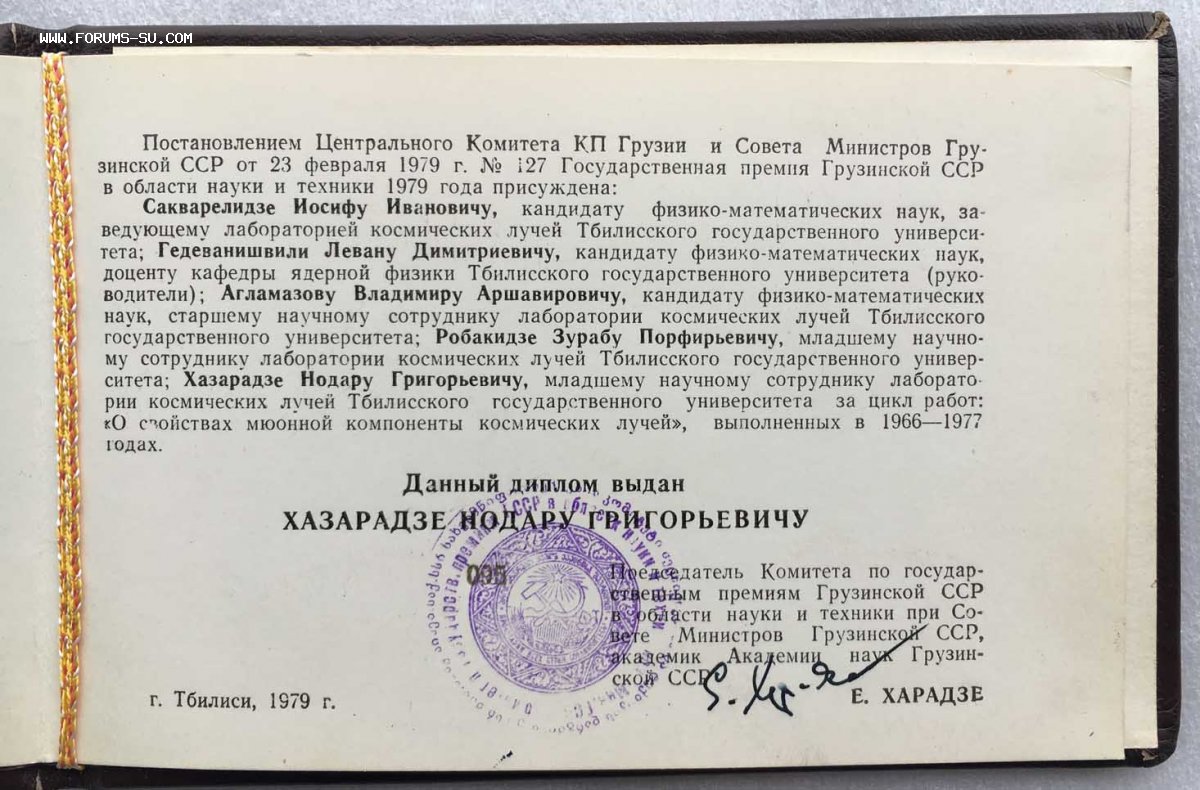 WWW.FORUMS-SU.COM
Постановлением Центрального Комитета КП Грузии и Совета Министров Гру-
зинской ССР от 23 февраля 1979 г. № 127 Государственная премия Грузинской ССР
в области науки и техники 1979 года присуждена:
Сакварелидзе Иосифу Ивановичу, кандидату физико-математических наук, за-
ведующему лабораторией космических лучей Тбилисского государственного универси-
тета; Гедеванишвили Левану Димитриевичу, кандидату физико-математических наук,
доценту кафедры ядерной физики Тбилисского государственного университета (руко-
водители); Агламазову Владимиру Аршавировичу, кандидату физико-математических
наук, старшему научному сотруднику лаборатории космических лучей Тбилисского
государственного университета; Робакидзе Зурабу Порфирьевичу, младшему научно-
му сотруднику лаборатории космических лучей Тбилисского государственного универ-
ситета; Хазарадзе Нодару Григорьевичу, младшему научному сотруднику лаборато-
рии космических лучей Тбилисского государственного университета за цикл работ:
«О свойствах мюонной компоненты космических лучей», выполненных в 1966—1977
годах.
Данный диплом выдан
ХАЗАРАДЗЕ НОДАРУ ГРИГОРЬЕВИЧУ
095
Председатель Комитета по государ-
ственным премиям Грузинской ССР
в области науки и техники при Со-
вете Министров Грузинской ССР,
академик Академии наук Грузин-
ской ССР
Е. ХАРАДЗЕ
г. Тбилиси, 1979 г.